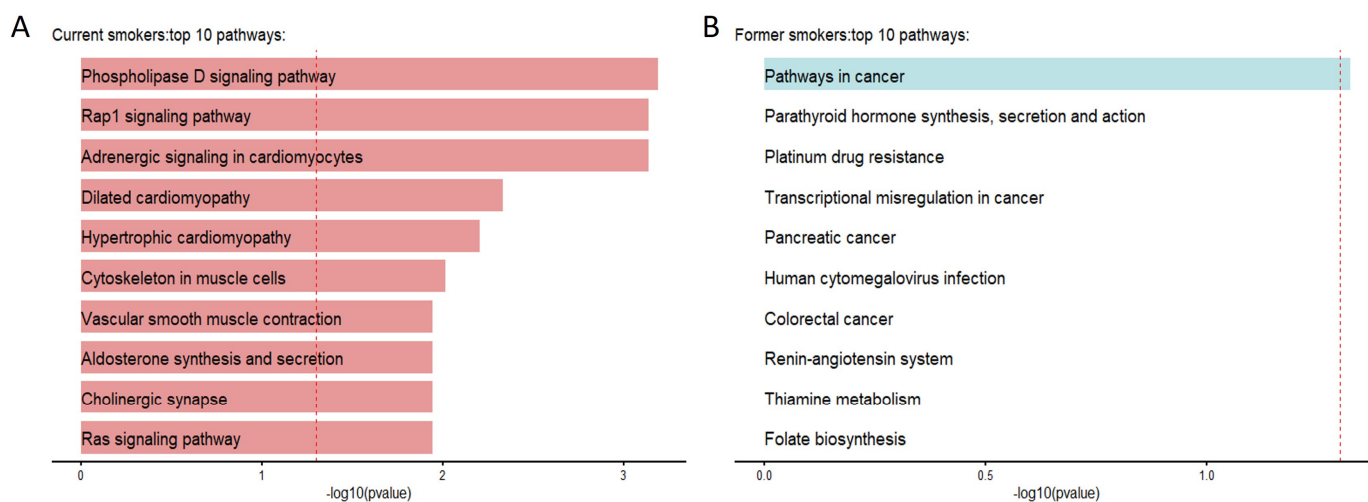 A
Current smokers:top 10 pathways:
Phospholipase D signaling pathway
Rap1 signaling pathway
Adrenergic signaling in cardiomyocytes
Dilated cardiomyopathy
Hypertrophic cardiomyopathy
Cytoskeleton in muscle cells
Vascular smooth muscle contraction
Aldosterone synthesis and secretion
Cholinergic synapse
Ras signaling pathway
0 1 2 3
-log10(pvalue)
B
Former smokers:top 10 pathways:
Pathways in cancer
Parathyroid hormone synthesis, secretion and action
Platinum drug resistance
Transcriptional misregulation in cancer
Pancreatic cancer
Human cytomegalovirus infection
Colorectal cancer
Renin-angiotensin system
Thiamine metabolism
Folate biosynthesis
0.0 0.5 1.0
-log10(pvalue)